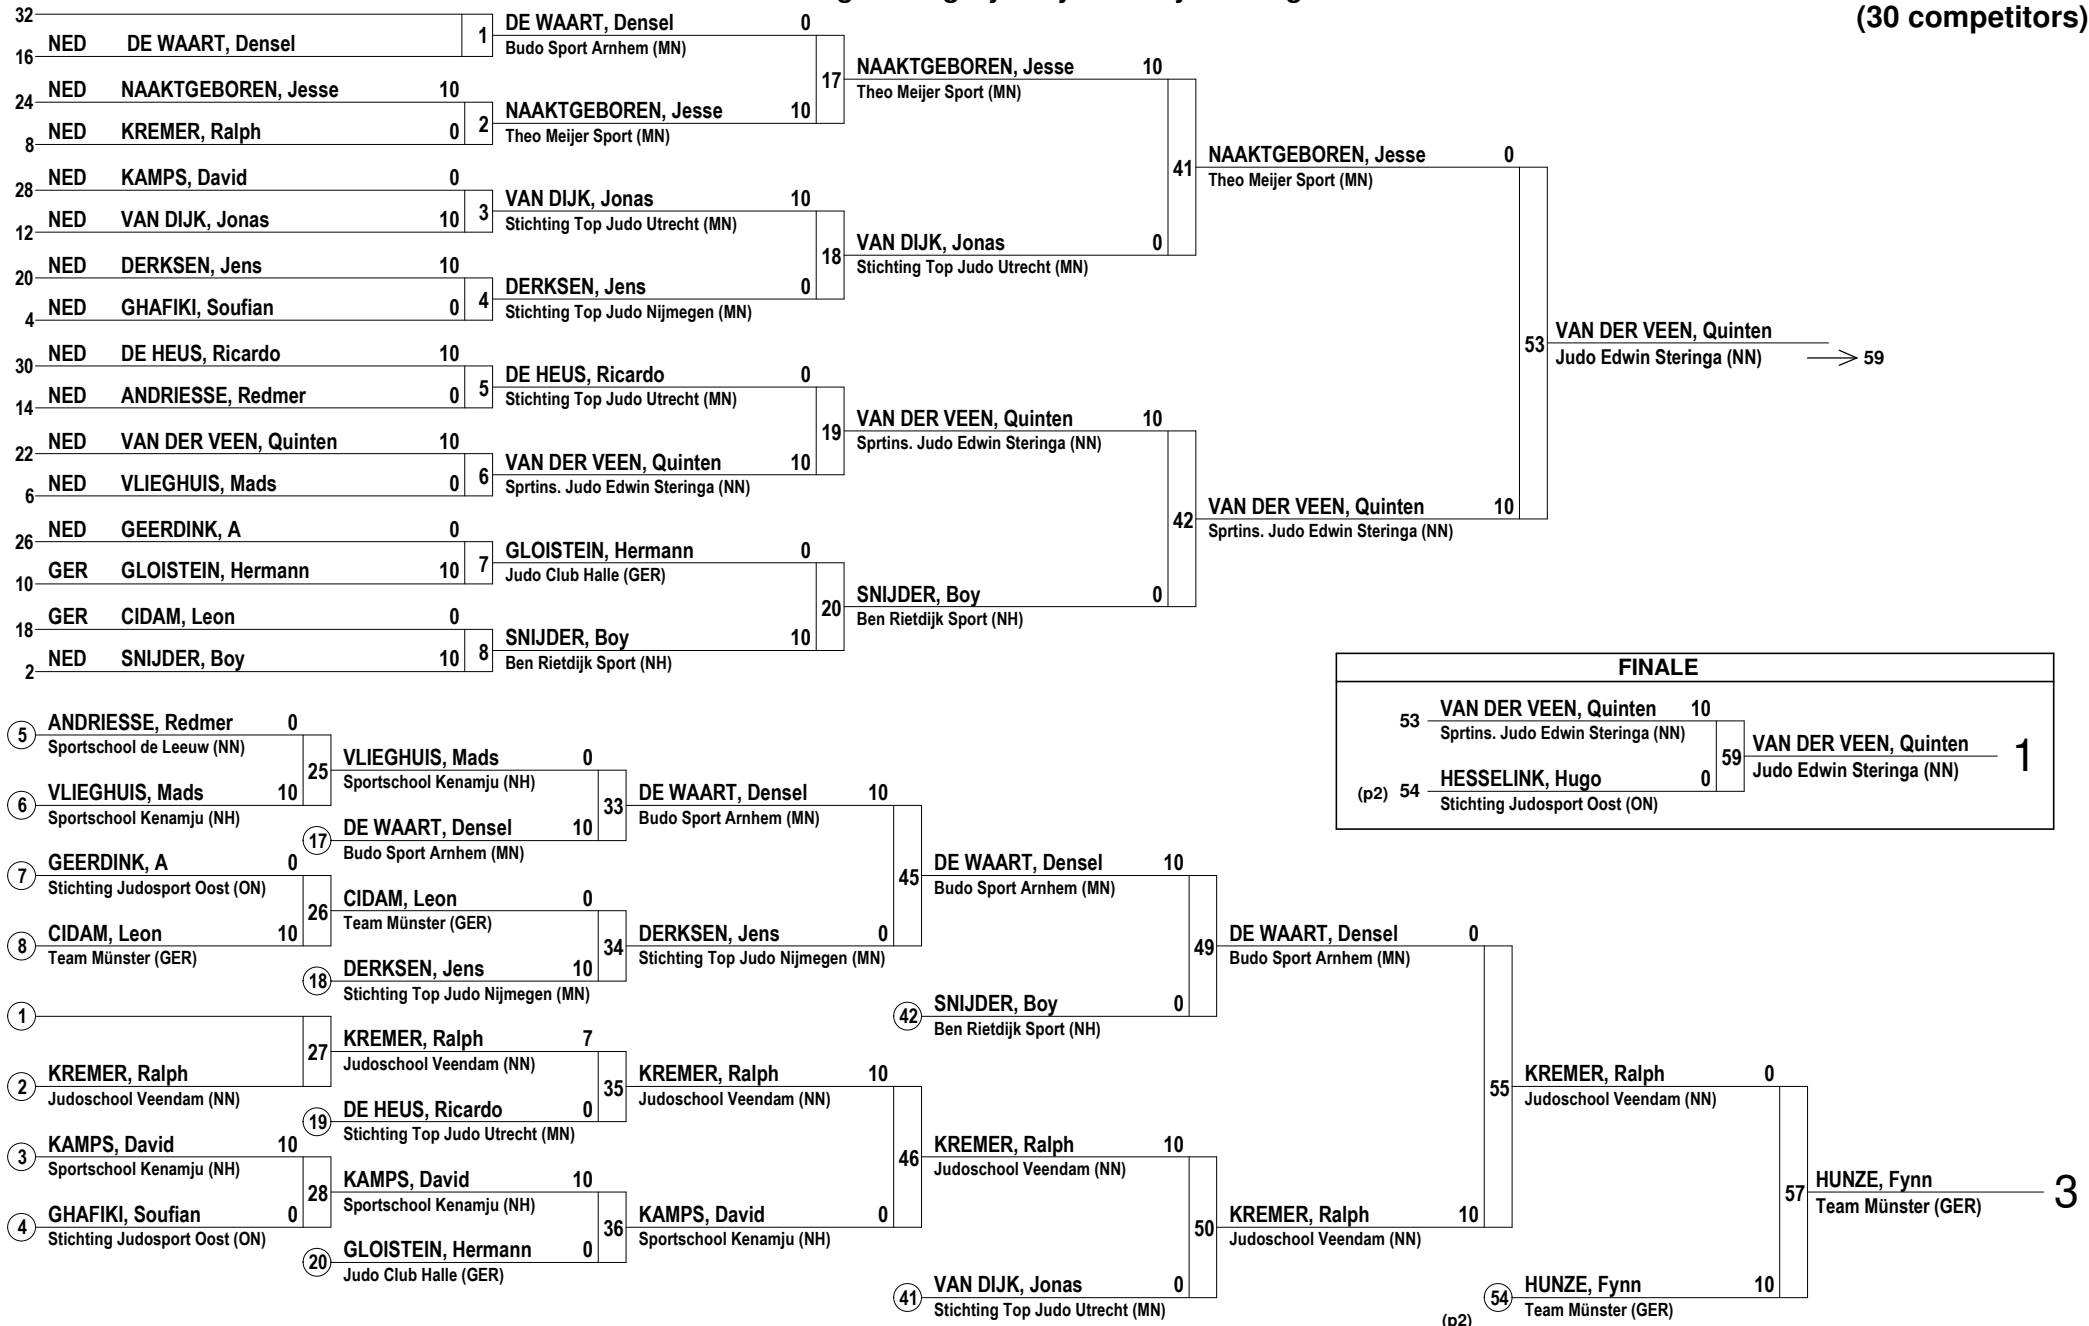 (30 competitors)
32
16 NED DE WAART, Densel
1
24 NED NAAKTGEBOREN, Jesse 10
8 NED KREMER, Ralph 0
2
28 NED KAMPS, David 0
12 NED VAN DIJK, Jonas 10
3
20 NED DERKSEN, Jens 10
4 NED GHAFIKI, Soufian 0
4
30 NED DE HEUS, Ricardo 10
14 NED ANDRIESSE, Redmer 0
5
22 NED VAN DER VEEN, Quinten 10
6 NED VLIEGHUIS, Mads 0
6
26 NED GEERDINK, A 0
10 GER GLOISTEIN, Hermann 10
7
18 GER CIDAM, Leon 0
2 NED SNIJDER, Boy 10
8
DE WAART, Densel 0
Budo Sport Arnhem (MN)
17
NAAKTGEBOREN, Jesse 10
Theo Meijer Sport (MN)
VAN DIJK, Jonas 10
Stichting Top Judo Utrecht (MN)
18
DERKSEN, Jens 0
Stichting Top Judo Nijmegen (MN)
DE HEUS, Ricardo 0
Stichting Top Judo Utrecht (MN)
19
VAN DER VEEN, Quinten 10
Sprtins. Judo Edwin Steringa (NN)
GLOISTEIN, Hermann 0
Judo Club Halle (GER)
20
SNIJDER, Boy 10
Ben Rietdijk Sport (NH)
NAAKTGEBOREN, Jesse 10
Theo Meijer Sport (MN)
41
VAN DIJK, Jonas 0
Stichting Top Judo Utrecht (MN)
VAN DER VEEN, Quinten 10
Sprtins. Judo Edwin Steringa (NN)
42
SNIJDER, Boy 0
Ben Rietdijk Sport (NH)
NAAKTGEBOREN, Jesse 0
Theo Meijer Sport (MN)
53
VAN DER VEEN, Quinten 10
Sprtins. Judo Edwin Steringa (NN)
VAN DER VEEN, Quinten
Judo Edwin Steringa (NN) 59
FINALE
53 VAN DER VEEN, Quinten 10
Sprtins. Judo Edwin Steringa (NN)
59
(p2) 54 HESSELINK, Hugo 0
Stichting Judosport Oost (ON)
VAN DER VEEN, Quinten
Judo Edwin Steringa (NN)
1
5 ANDRIESSE, Redmer 0
Sportschool de Leeuw (NN)
25
6 VLIEGHUIS, Mads 10
Sportschool Kenamju (NH)
7 GEERDINK, A 0
Stichting Judosport Oost (ON)
26
8 CIDAM, Leon 10
Team Münster (GER)
1
27
2 KREMER, Ralph
Judoschool Veendam (NN)
3 KAMPS, David 10
Sportschool Kenamju (NH)
28
4 GHAFIKI, Soufian 0
Stichting Judosport Oost (ON)
VLIEGHUIS, Mads 0
Sportschool Kenamju (NH)
33
17 DE WAART, Densel 10
Budo Sport Arnhem (MN)
CIDAM, Leon 0
Team Münster (GER)
34
18 DERKSEN, Jens 10
Stichting Top Judo Nijmegen (MN)
KREMER, Ralph 7
Judoschool Veendam (NN)
35
19 DE HEUS, Ricardo 0
Stichting Top Judo Utrecht (MN)
KAMPS, David 10
Sportschool Kenamju (NH)
36
20 GLOISTEIN, Hermann 0
Judo Club Halle (GER)
DE WAART, Densel 10
Budo Sport Arnhem (MN)
45
DERKSEN, Jens 0
Stichting Top Judo Nijmegen (MN)
KREMER, Ralph 10
Judoschool Veendam (NN)
46
KAMPS, David 0
Sportschool Kenamju (NH)
DE WAART, Densel 10
Budo Sport Arnhem (MN)
49
42 SNIJDER, Boy 0
Ben Rietdijk Sport (NH)
KREMER, Ralph 10
Judoschool Veendam (NN)
50
41 VAN DIJK, Jonas 0
Stichting Top Judo Utrecht (MN)
DE WAART, Densel 0
Budo Sport Arnhem (MN)
55
KREMER, Ralph 10
Judoschool Veendam (NN)
KREMER, Ralph 0
Judoschool Veendam (NN)
57
54 HUNZE, Fynn 10
(p2) Team Münster (GER)
HUNZE, Fynn
Team Münster (GER)
3